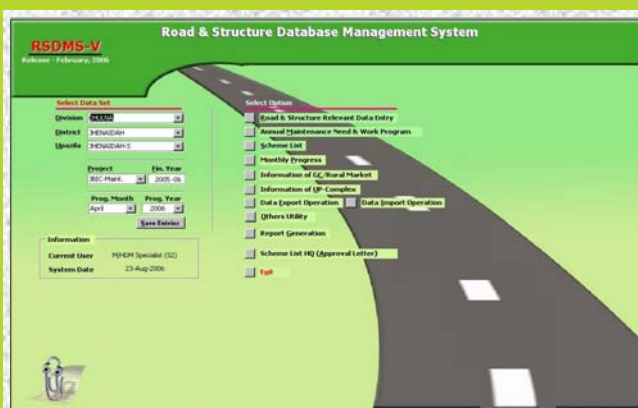 Road & Structure Database Management System
RSDMS-V
Release - February, 2006
Select Data Set
Division KHULNA
District JHENAIDAH
Upazila JHENAIDAH-S
Project Fin. Year
JBIC-Maint. 2005-06
Prog. Month Prog. Year
April 2006
Save Entries
Information
Current User M/HDM Specialist (S2)
System Date 23-Aug-2006
Select Option
Road & Structure Relevant Data Entry
Annual Maintenance Need & Work Program
Scheme List
Monthly Progress
Information of GC/Rural Market
Information of UP-Complex
Data Export Operation Data Import Operation
Others Utility
Report Generation
Scheme List HQ (Approval Letter)
Exit